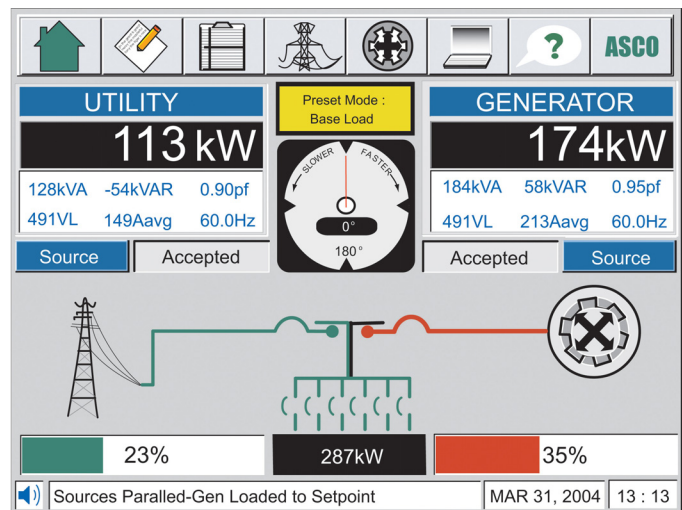 ?
ASCO
UTILITY
113 kW
128kVA -54kVAR 0.90pf
491VL 149Aavg 60.0Hz
Source Accepted
Preset Mode :
Base Load
SLOWER FASTER
0°
180°
GENERATOR
174kW
184kVA 58kVAR 0.95pf
491VL 213Aavg 60.0Hz
Accepted Source
23% 287kW 35%
Sources Paralled-Gen Loaded to Setpoint MAR 31, 2004 13 : 13